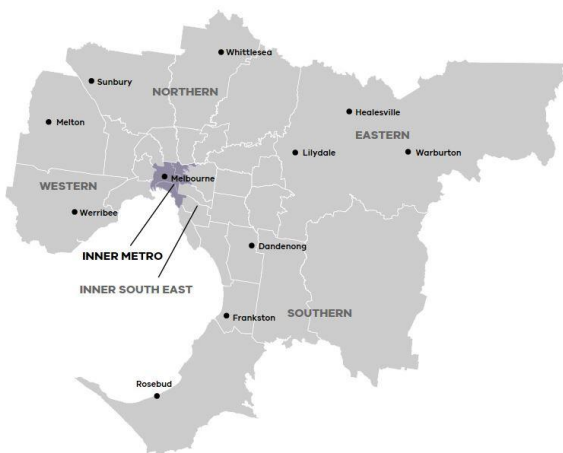 Whittlesea
Sunbury
NORTHERN
Healesville
Melton
EASTERN
Lilydale
Warburton
Melbourne
WESTERN
Werribee
Dandenong
INNER METRO
INNER SOUTH EAST
SOUTHERN
Frankston
Rosebud